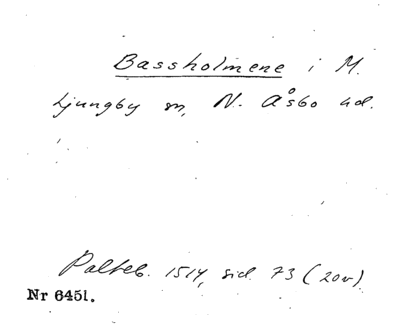 Bassholmene i M.
Ljungby sn, N. Åsbo hd.
Palteb. 1514, sid. 73 (20v)
Nr 6451.